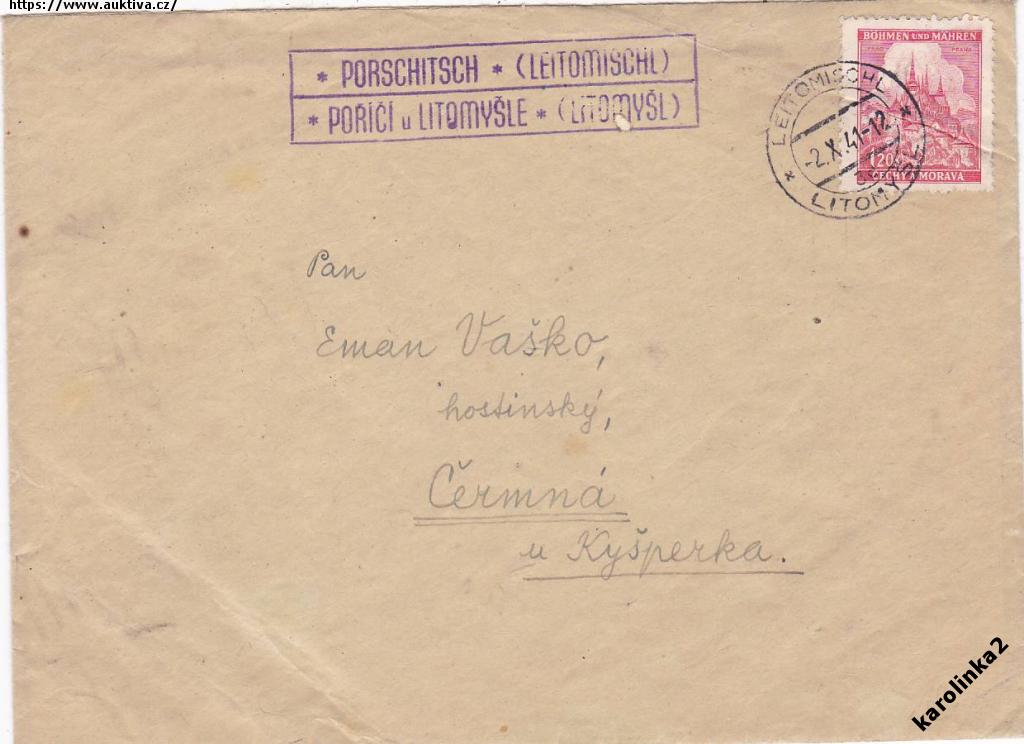 https://www.auktiva.cz/
* PORSCHITSCH * (LEITOMISCHL)
* POŘÍČÍ u LITOMYŠLE * (LITOMYŠL)
BÖHMEN UND MÄHREN
1·20
ČECHY A MORAVA
LEITOMISCHL *
-2.X.41-12
* LITOMYŠL
Pan
Eman Vaško,
hostinský,
Čermná
u Kyšperka.
karolinka2